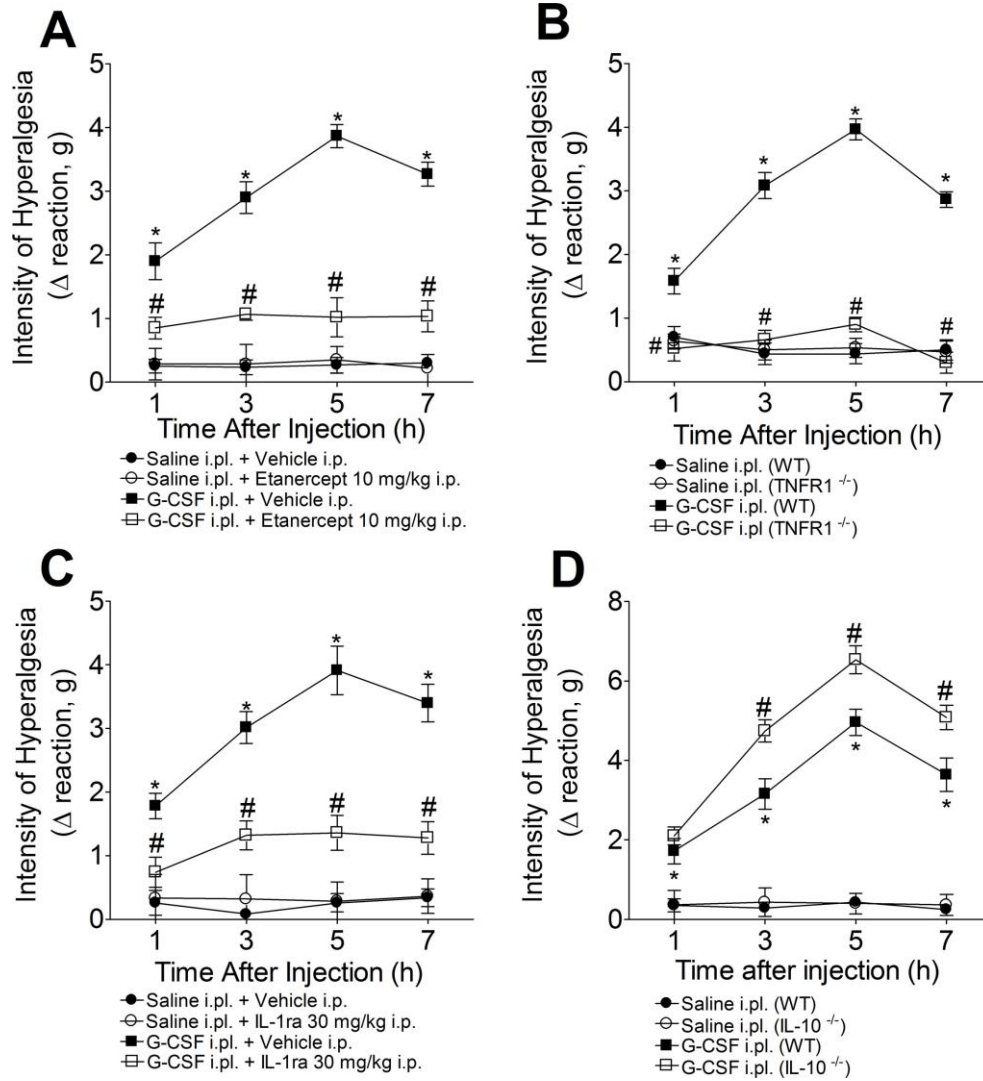 A
Intensity of Hyperalgesia
(Δ reaction, g)
5
4
3
2
1
0
*
*
*
*
#
#
#
#
1 3 5 7
Time After Injection (h)
Saline i.pl. + Vehicle i.p.
Saline i.pl. + Etanercept 10 mg/kg i.p.
G-CSF i.pl. + Vehicle i.p.
G-CSF i.pl. + Etanercept 10 mg/kg i.p.
B
Intensity of Hyperalgesia
(Δ reaction, g)
5
4
3
2
1
0
*
*
*
*
#
#
#
#
1 3 5 7
Time After Injection (h)
Saline i.pl. (WT)
Saline i.pl. (TNFR1 -/-)
G-CSF i.pl. (WT)
G-CSF i.pl (TNFR1 -/-)
C
Intensity of Hyperalgesia
(Δ reaction, g)
5
4
3
2
1
0
*
*
*
*
#
#
#
#
1 3 5 7
Time After Injection (h)
Saline i.pl. + Vehicle i.p.
Saline i.pl. + IL-1ra 30 mg/kg i.p.
G-CSF i.pl. + Vehicle i.p.
G-CSF i.pl. + IL-1ra 30 mg/kg i.p.
D
Intensity of Hyperalgesia
(Δ reaction, g)
8
6
4
2
0
#
#
#
*
*
*
*
1 3 5 7
Time after injection (h)
Saline i.pl. (WT)
Saline i.pl. (IL-10 -/-)
G-CSF i.pl. (WT)
G-CSF i.pl. (IL-10 -/-)